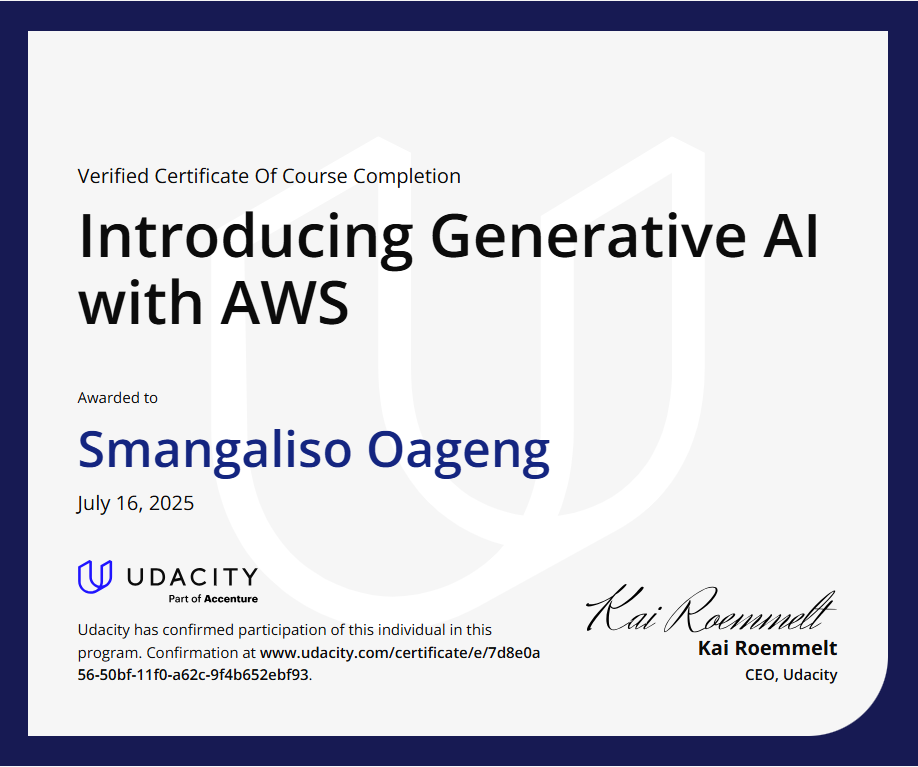 Verified Certificate Of Course Completion
Introducing Generative AI
with AWS
Awarded to
Smangaliso Oageng
July 16, 2025
UDACITY
Part of Accenture
Udacity has confirmed participation of this individual in this
program. Confirmation at www.udacity.com/certificate/e/7d8e0a
56-50bf-11f0-a62c-9f4b652ebf93.
Kai Roemmelt
Kai Roemmelt
CEO, Udacity